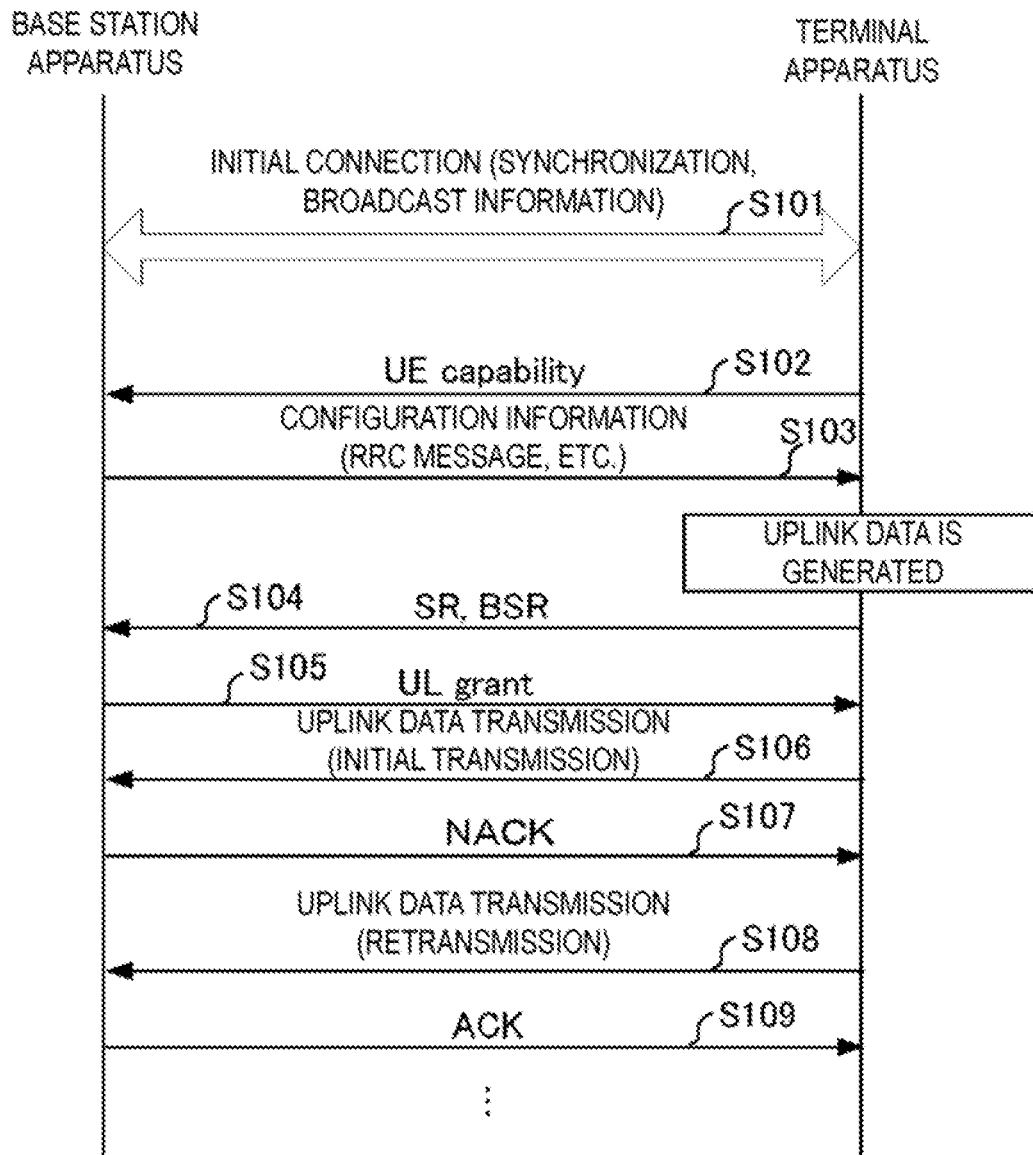 BASE STATION
APPARATUS
TERMINAL
APPARATUS
INITIAL CONNECTION (SYNCHRONIZATION,
BROADCAST INFORMATION)
S101
UE capability
S102
CONFIGURATION INFORMATION
(RRC MESSAGE, ETC.)
S103
UPLINK DATA IS
GENERATED
S104
SR, BSR
S105
UL grant
UPLINK DATA TRANSMISSION
(INITIAL TRANSMISSION)
S106
NACK
S107
UPLINK DATA TRANSMISSION
(RETRANSMISSION)
S108
ACK
S109
⋮